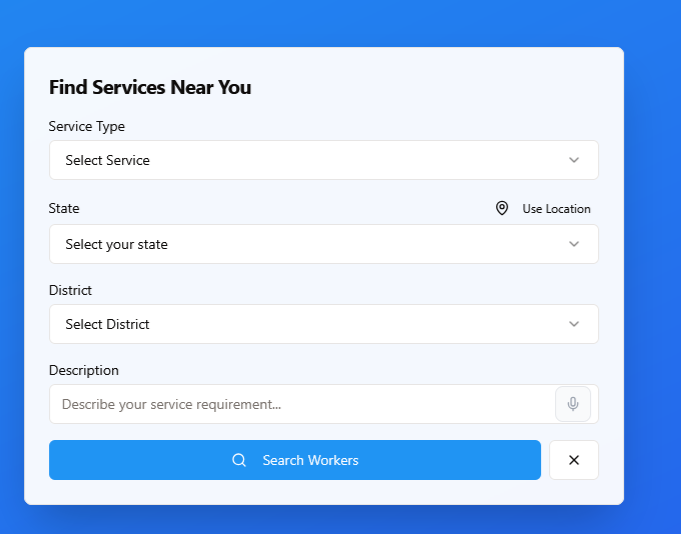 Find Services Near You
Service Type
Select Service
State
Use Location
Select your state
District
Select District
Description
Describe your service requirement...
Search Workers